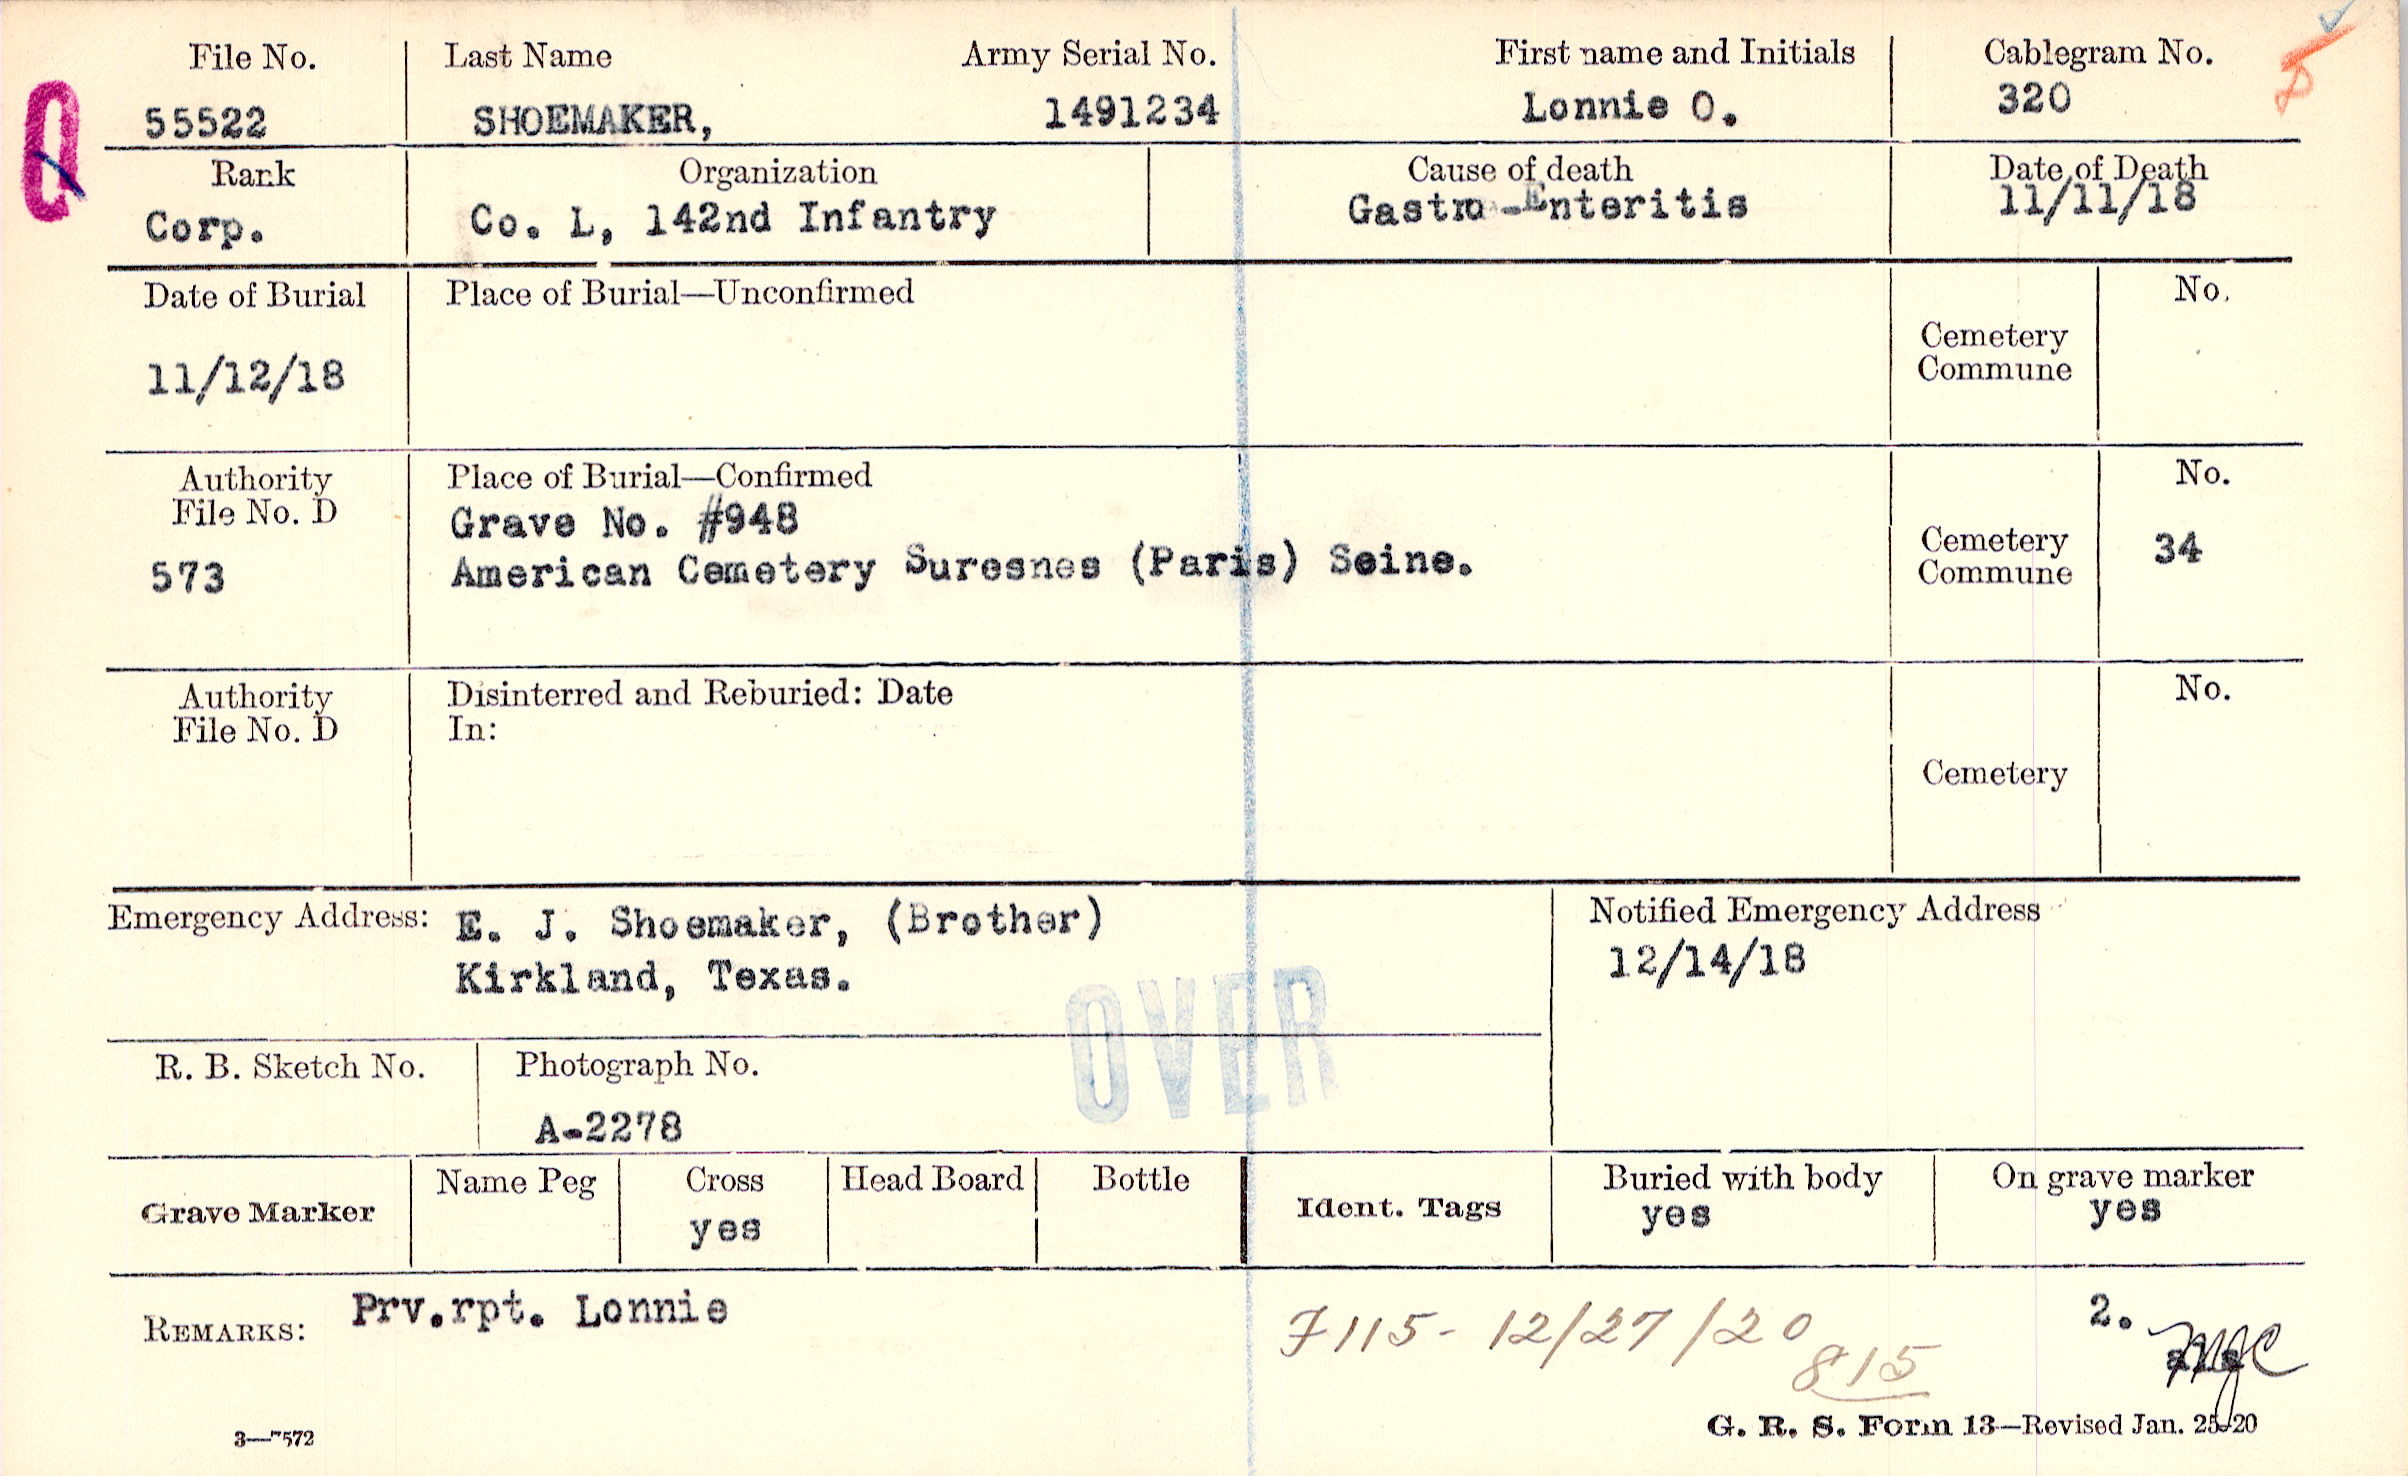 File No. Last Name Army Serial No. First name and Initials Cablegram No.
55522 SHOEMAKER, 1491234 Lonnie O. 320
Rank Organization Cause of death Date of Death
Corp. Co. L, 142nd Infantry Gastro-Enteritis 11/11/18
Date of Burial Place of Burial—Unconfirmed No.
Cemetery
Commune
11/12/18
Authority Place of Burial—Confirmed No.
File No. D
Grave No. #948
573 American Cemetery Suresnes (Paris) Seine.
Cemetery 34
Commune
Authority Disinterred and Reburied: Date No.
File No. D In:
Cemetery
Emergency Address: E. J. Shoemaker, (Brother) Notified Emergency Address
Kirkland, Texas. 12/14/18
OVER
R. B. Sketch No. Photograph No.
A-2278
Grave Marker Name Peg Cross Head Board Bottle Ident. Tags Buried with body On grave marker
yes yes yes
REMARKS: Prv.rpt. Lonnie 7115- 12/27/20 2.
815
3—7572 G. R. S. Form 13—Revised Jan. 25-20